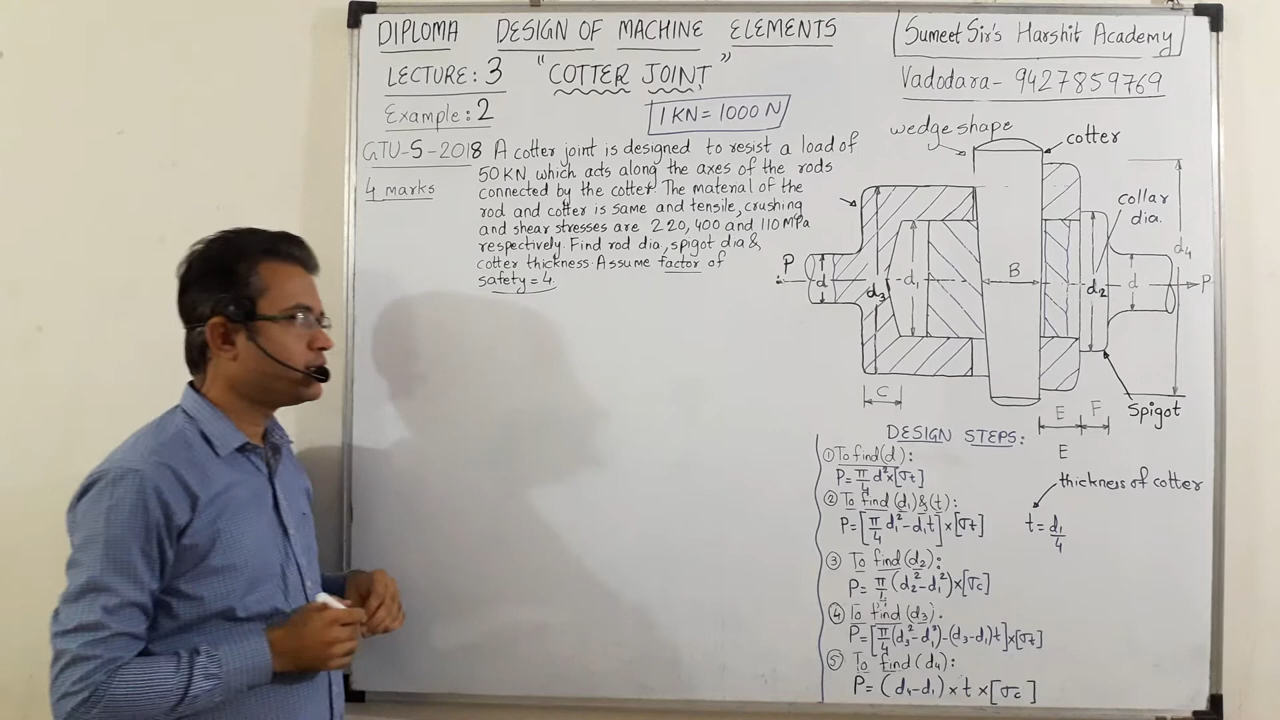 DIPLOMA DESIGN OF MACHINE ELEMENTS
LECTURE: 3 "COTTER JOINT"
Example: 2
1 KN = 1000 N
Sumeet Sir's Harshit Academy
Vadodara - 9427859769
GTU-S-2018 A cotter joint is designed to resist a load of
4 marks
50 KN which acts along the axes of the rods
connected by the cotter. The material of the
rod and cotter is same and tensile, crushing
and shear stresses are 220, 400 and 110 MPa
respectively. Find rod dia, spigot dia &
cotter thickness. Assume factor of
safety = 4.
wedge shape
cotter
collar
dia.
P
d
d3
d1
B
d2
d
d4
P
C
E
F
Spigot
E
DESIGN STEPS:
① To find (d):
P = π/4 d² × [σt]
② To find (d1) & (t):
P = [π/4 d1² - d1t] × [σt]
thickness of cotter
t = d1/4
③ To find (d2):
P = π/4 (d2² - d1²) × [σc]
④ To find (d3).
P = [π/4 (d3² - d1²) - (d3 - d1)t] × [σt]
⑤ To find (d4):
P = (d4 - d1) × t × [σc]